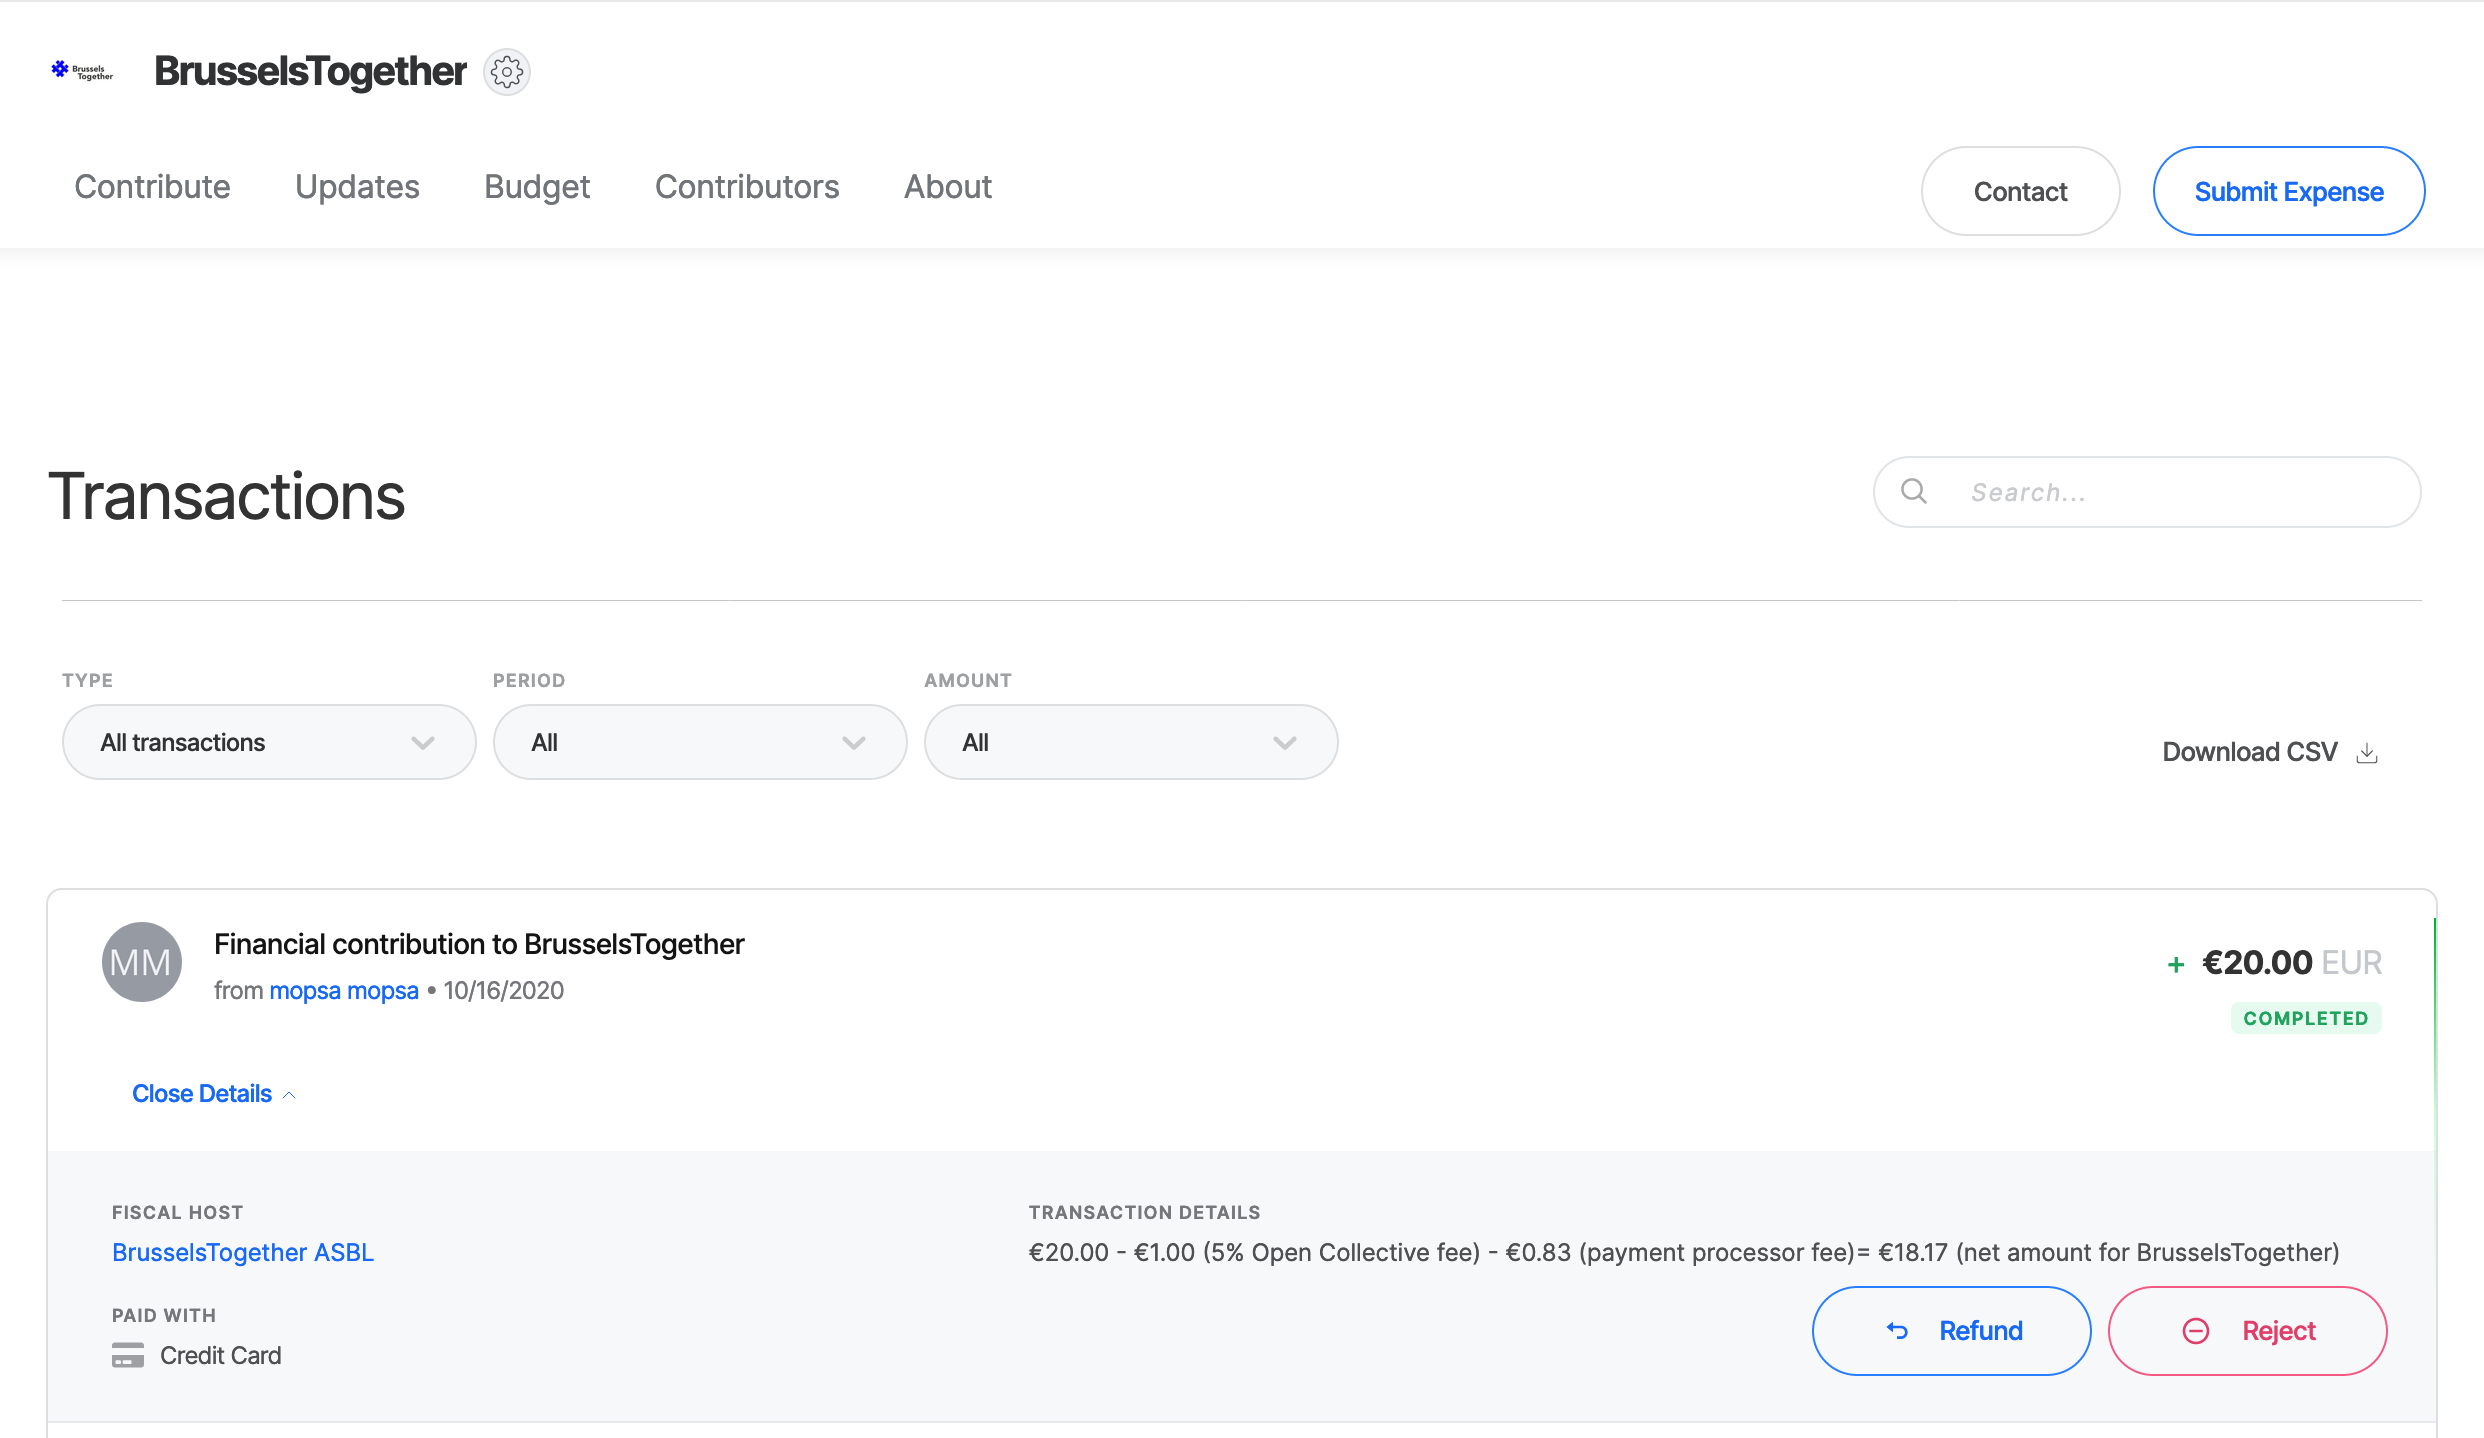 Brussels
Together
BrusselsTogether
Contribute Updates Budget Contributors About
Contact Submit Expense
Transactions
Search...
TYPE PERIOD AMOUNT
All transactions All All
Download CSV
MM
Financial contribution to BrusselsTogether
from mopsa mopsa • 10/16/2020
+ €20.00 EUR
COMPLETED
Close Details
FISCAL HOST
BrusselsTogether ASBL
TRANSACTION DETAILS
€20.00 - €1.00 (5% Open Collective fee) - €0.83 (payment processor fee)= €18.17 (net amount for BrusselsTogether)
PAID WITH
Credit Card
Refund Reject